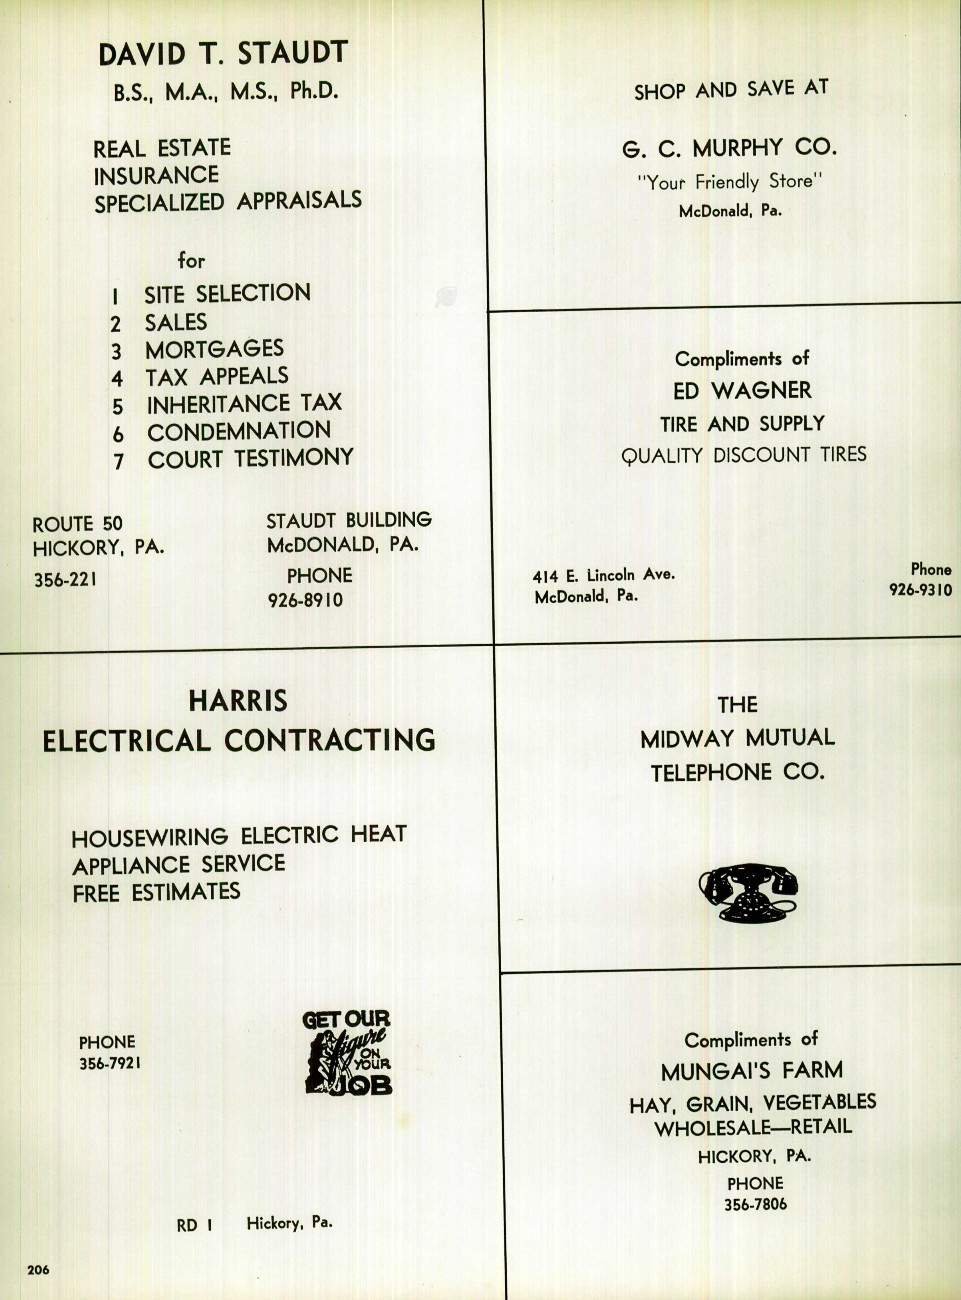 DAVID T. STAUDT
B.S., M.A., M.S., Ph.D.
REAL ESTATE
INSURANCE
SPECIALIZED APPRAISALS
for
1 SITE SELECTION
2 SALES
3 MORTGAGES
4 TAX APPEALS
5 INHERITANCE TAX
6 CONDEMNATION
7 COURT TESTIMONY
ROUTE 50
HICKORY, PA.
356-221
STAUDT BUILDING
McDONALD, PA.
PHONE
926-8910
SHOP AND SAVE AT
G. C. MURPHY CO.
"Your Friendly Store"
McDonald, Pa.
Compliments of
ED WAGNER
TIRE AND SUPPLY
QUALITY DISCOUNT TIRES
414 E. Lincoln Ave.
McDonald, Pa.
Phone
926-9310
HARRIS
ELECTRICAL CONTRACTING
HOUSEWIRING ELECTRIC HEAT
APPLIANCE SERVICE
FREE ESTIMATES
PHONE
356-7921
GET OUR
figure
ON
YOUR
JOB
RD 1 Hickory, Pa.
THE
MIDWAY MUTUAL
TELEPHONE CO.
Compliments of
MUNGAI'S FARM
HAY, GRAIN, VEGETABLES
WHOLESALE—RETAIL
HICKORY, PA.
PHONE
356-7806
206